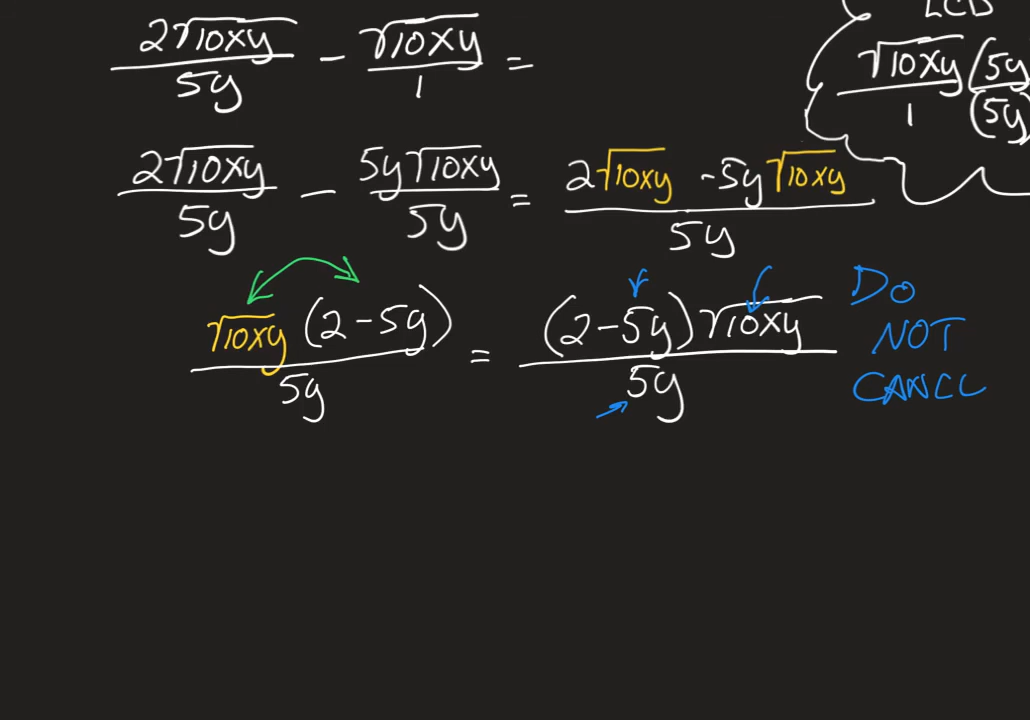 LCD
2√10xy/5y − √10xy/1 =
√10xy/1 (5y/(5y)
2√10xy/5y − 5y√10xy/5y = 2√10xy -5y√10xy/5y
√10xy (2−5y)/5y = (2−5y)√10xy/5y
DO
NOT